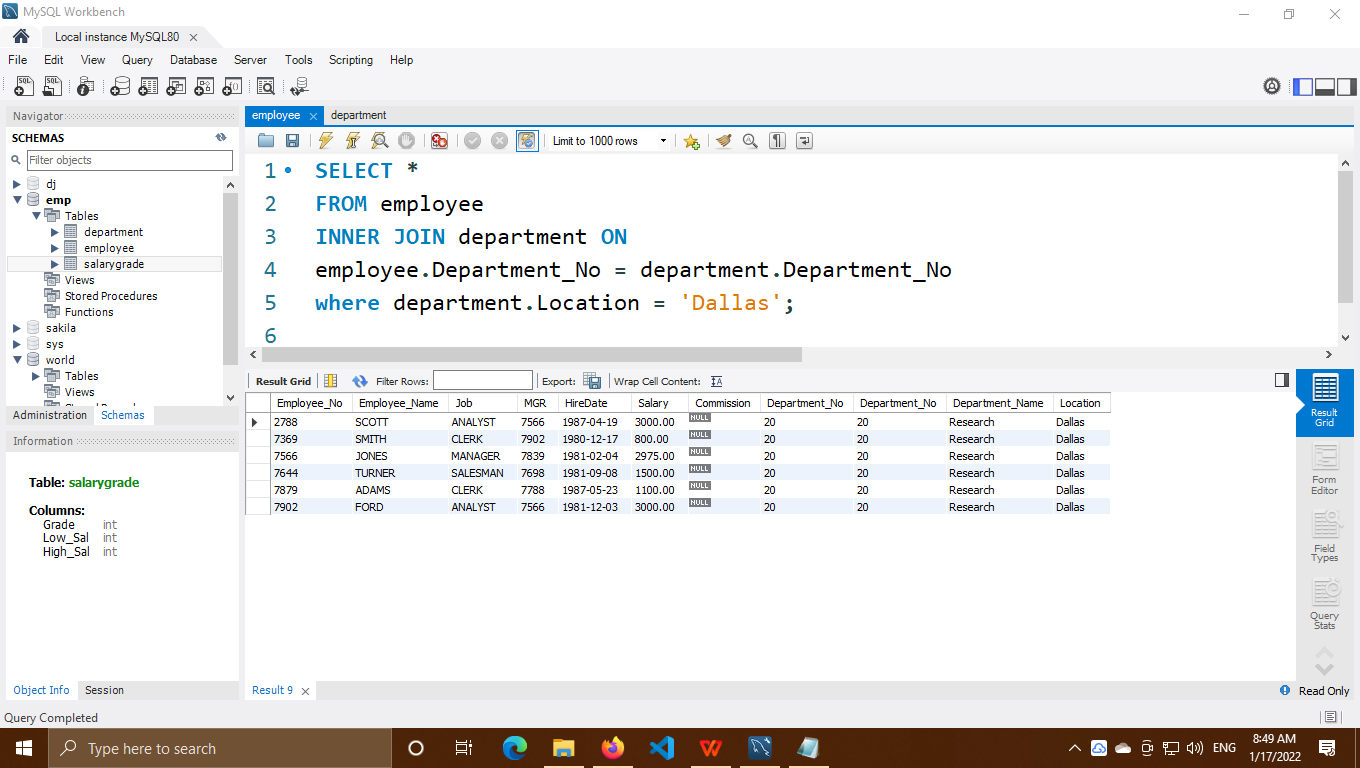 MySQL Workbench
Local instance MySQL80
File Edit View Query Database Server Tools Scripting Help
Navigator
SCHEMAS
Filter objects
dj
emp
Tables
department
employee
salarygrade
Views
Stored Procedures
Functions
sakila
sys
world
Tables
Views
Administration Schemas
Information
Table: salarygrade
Columns:
Grade int
Low_Sal int
High_Sal int
Object Info Session
employee department
Limit to 1000 rows
1 SELECT *
2 FROM employee
3 INNER JOIN department ON
4 employee.Department_No = department.Department_No
5 where department.Location = 'Dallas';
6
Result Grid Filter Rows: Export: Wrap Cell Content: IA
Employee_No Employee_Name Job MGR HireDate Salary Commission Department_No Department_No Department_Name Location
2788 SCOTT ANALYST 7566 1987-04-19 3000.00 NULL 20 20 Research Dallas
7369 SMITH CLERK 7902 1980-12-17 800.00 NULL 20 20 Research Dallas
7566 JONES MANAGER 7839 1981-02-04 2975.00 NULL 20 20 Research Dallas
7644 TURNER SALESMAN 7698 1981-09-08 1500.00 NULL 20 20 Research Dallas
7879 ADAMS CLERK 7788 1987-05-23 1100.00 NULL 20 20 Research Dallas
7902 FORD ANALYST 7566 1981-12-03 3000.00 NULL 20 20 Research Dallas
Result Grid
Form Editor
Field Types
Query Stats
Result 9
Read Only
Query Completed
Type here to search
ENG
8:49 AM
1/17/2022